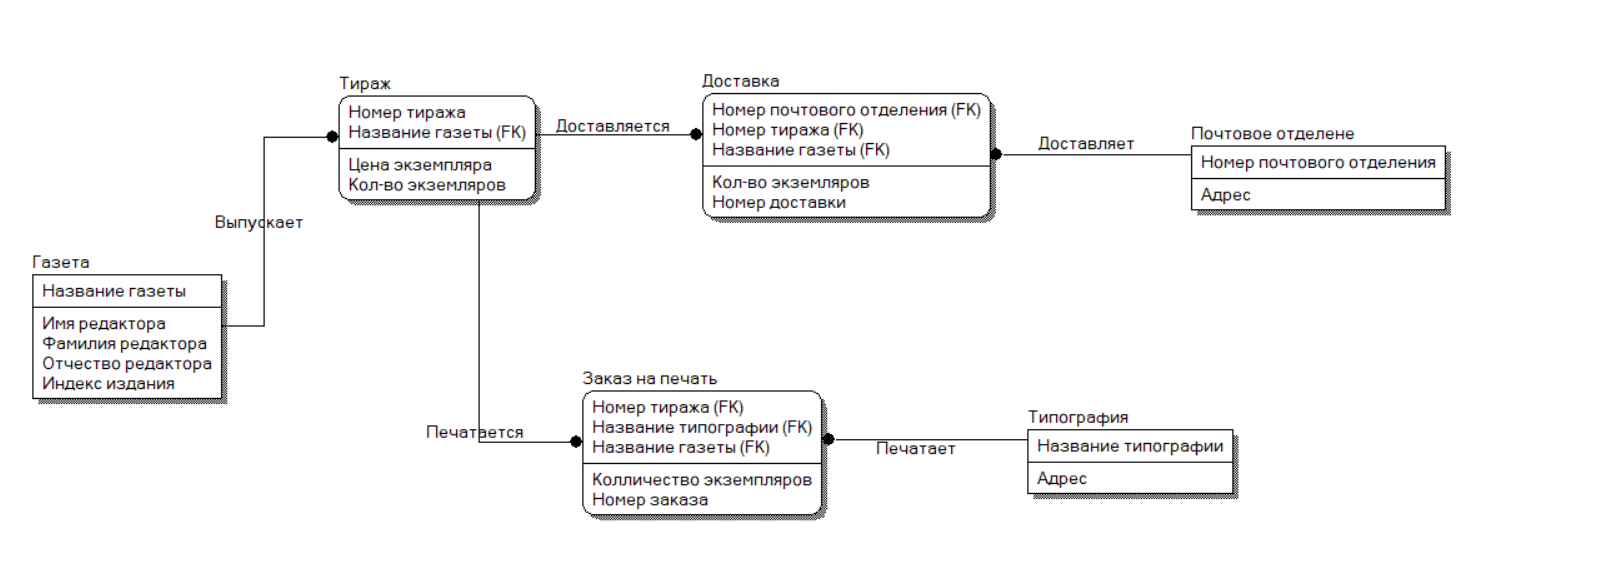 Тираж
Номер тиража
Название газеты (FK)
Цена экземпляра
Кол-во экземляров
Доставляется
Доставка
Номер почтового отделения (FK)
Номер тиража (FK)
Название газеты (FK)
Кол-во экземляров
Номер доставки
Доставляет
Почтовое отделене
Номер почтового отделения
Адрес
Выпускает
Газета
Название газеты
Имя редактора
Фамилия редактора
Отчество редактора
Индекс издания
Печатается
Заказ на печать
Номер тиража (FK)
Название типографии (FK)
Название газеты (FK)
Колличество экземпляров
Номер заказа
Печатает
Типография
Название типографии
Адрес